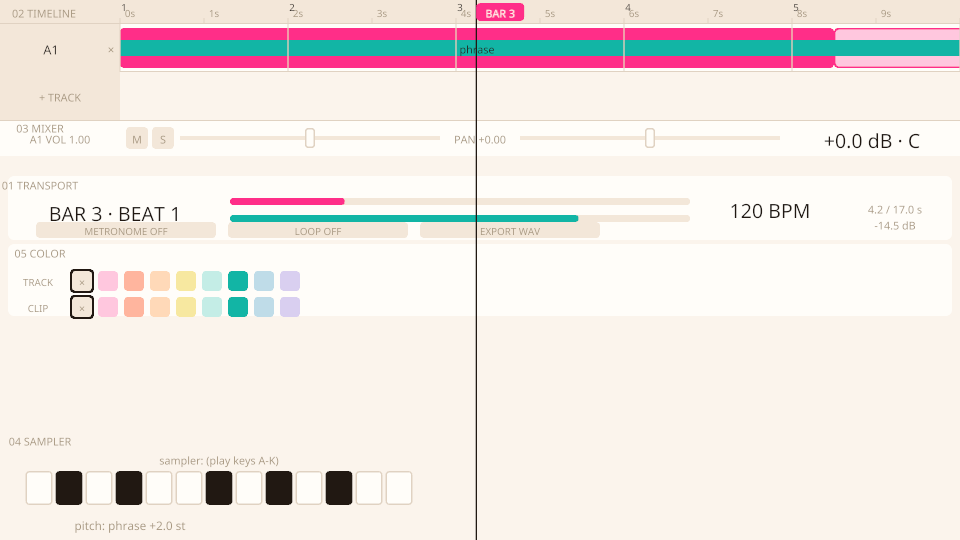 02 TIMELINE
1 2 3 4 5
0s 1s 2s 3s 4s BAR 3 5s 6s 7s 8s 9s
A1 × phrase
+ TRACK
03 MIXER
A1 VOL 1.00 M S PAN +0.00 +0.0 dB · C
01 TRANSPORT
BAR 3 · BEAT 1 120 BPM 4.2 / 17.0 s
-14.5 dB
METRONOME OFF LOOP OFF EXPORT WAV
05 COLOR
TRACK ×
CLIP ×
04 SAMPLER
sampler: (play keys A-K)
pitch: phrase +2.0 st